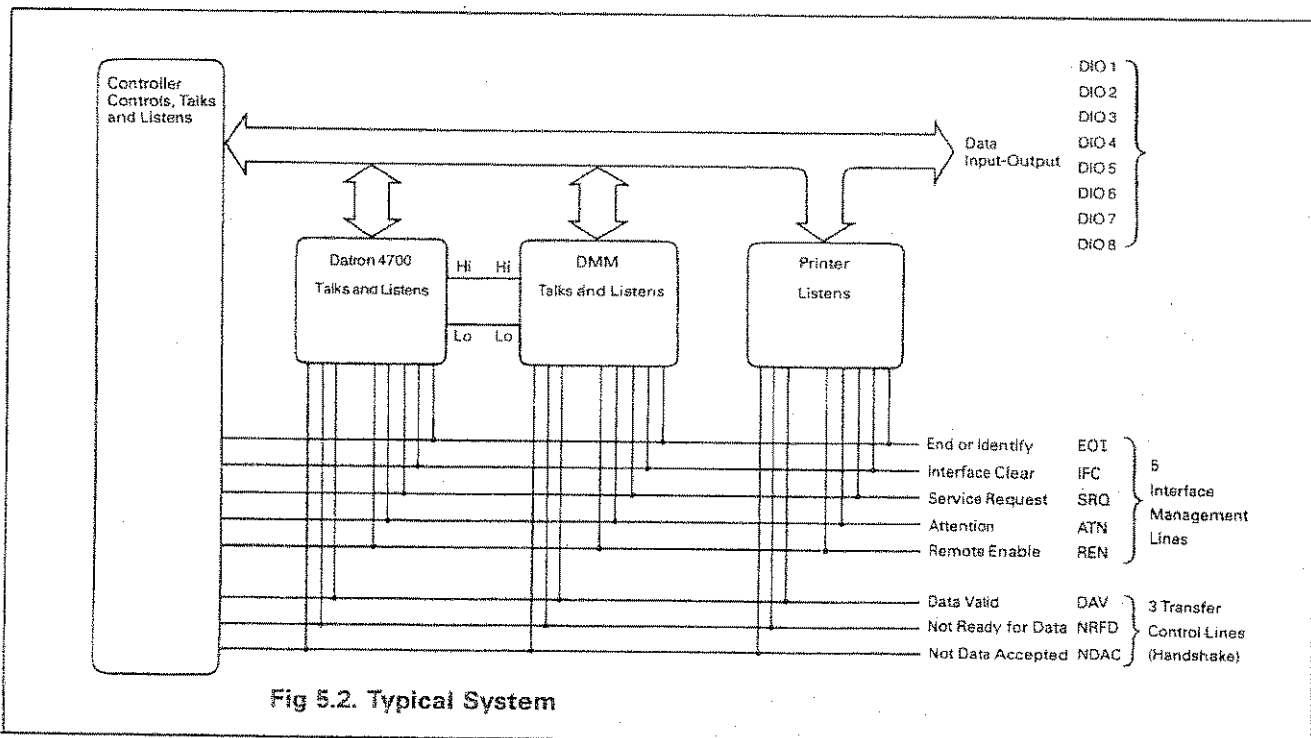 Controller
Controls, Talks
and Listens
DIO 1
DIO 2
DIO 3
DIO 4
DIO 5
DIO 6
DIO 7
DIO 8
Data
Input-Output
Datron 4700
Talks and Listens
Hi Hi
Lo Lo
DMM
Talks and Listens
Printer
Listens
End or Identify EOI
Interface Clear IFC
Service Request SRQ
Attention ATN
Remote Enable REN
5
Interface
Management
Lines
Data Valid DAV
Not Ready for Data NRFD
Not Data Accepted NDAC
3 Transfer
Control Lines
(Handshake)
Fig 5.2. Typical System